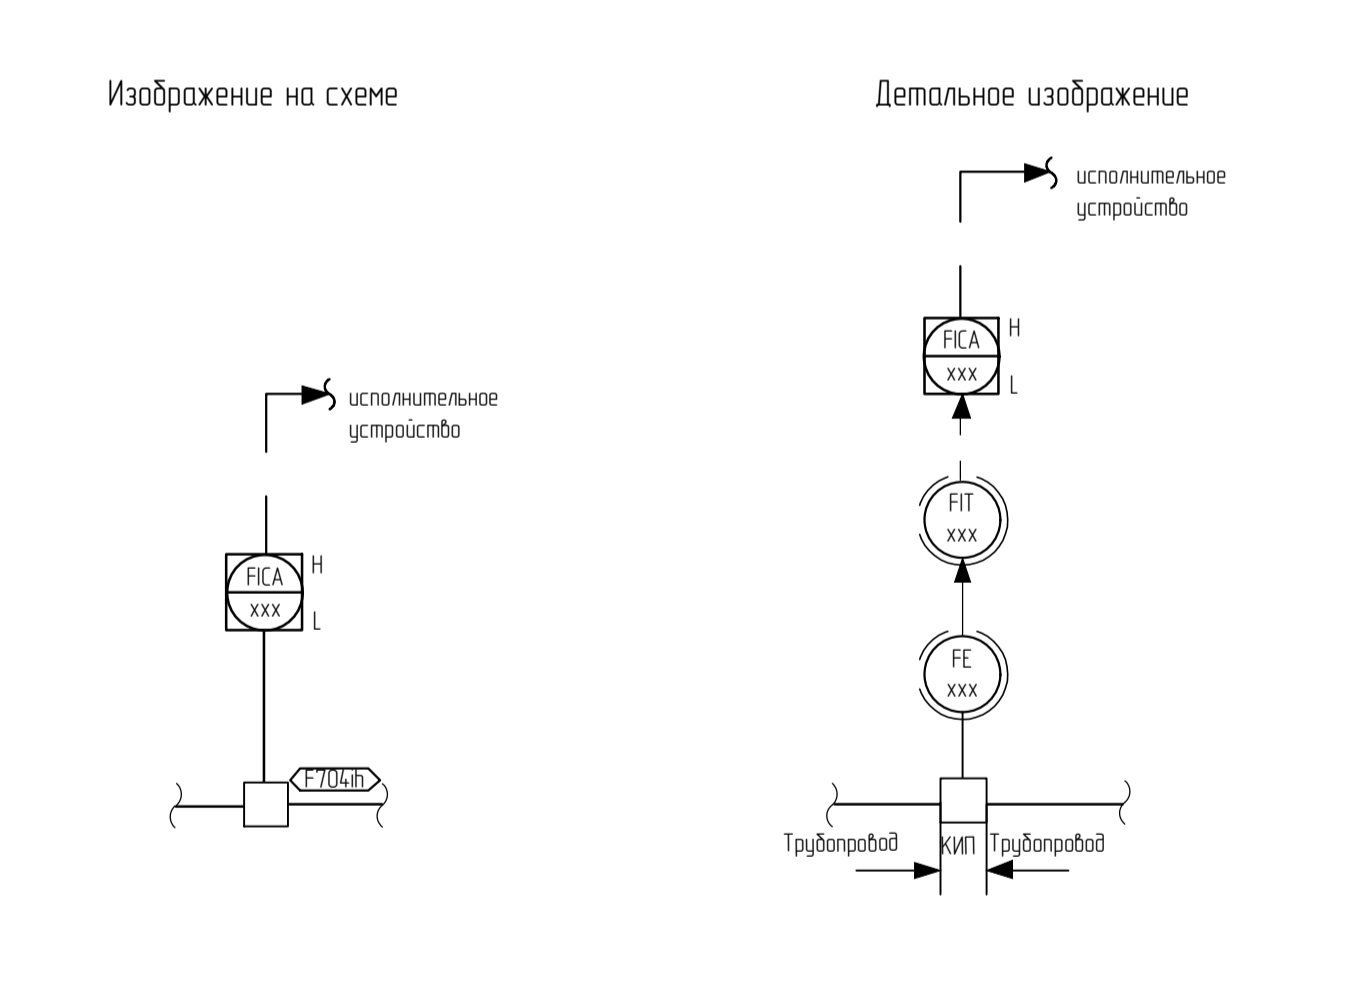 Изображение на схеме
Детальное изображение
исполнительное
устройство
FICA
xxx
H
L
F704ih
исполнительное
устройство
FICA
xxx
H
L
FIT
xxx
FE
xxx
Трубопровод
КИП
Трубопровод